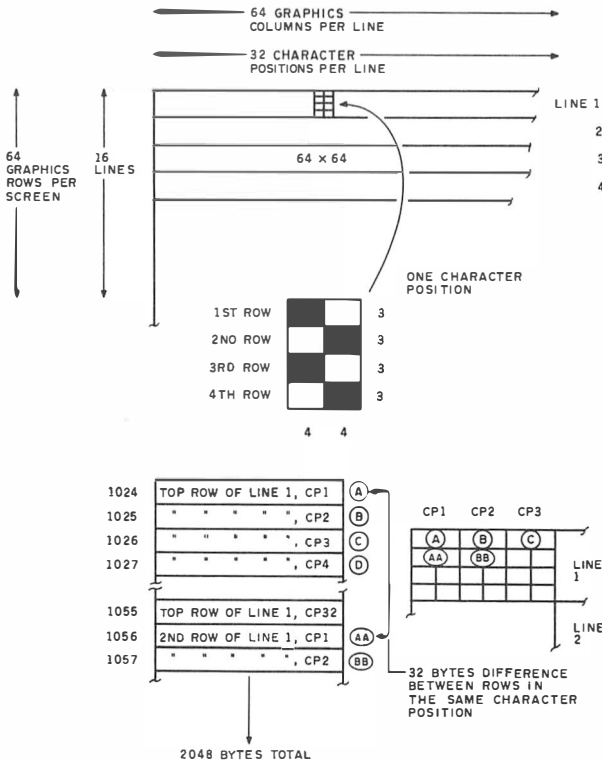 64 GRAPHICS
COLUMNS PER LINE
32 CHARACTER
POSITIONS PER LINE
LINE 1
2
3
4
64
GRAPHICS
ROWS PER
SCREEN
16
LINES
64 × 64
ONE CHARACTER
POSITION
1ST ROW 3
2NO ROW 3
3RD ROW 3
4TH ROW 3
4 4
1024 TOP ROW OF LINE 1, CP1 A
1025 " " " " ", CP2 B
1026 " " " " ", CP3 C
1027 " " " " ", CP4 D
1055 TOP ROW OF LINE 1, CP32
1056 2ND ROW OF LINE 1, CP1 AA
1057 " " " " ", CP2 BB
2048 BYTES TOTAL
CP1 CP2 CP3
A B C
AA BB
LINE
1
LINE
2
32 BYTES DIFFERENCE
BETWEEN ROWS IN
THE SAME CHARACTER
POSITION